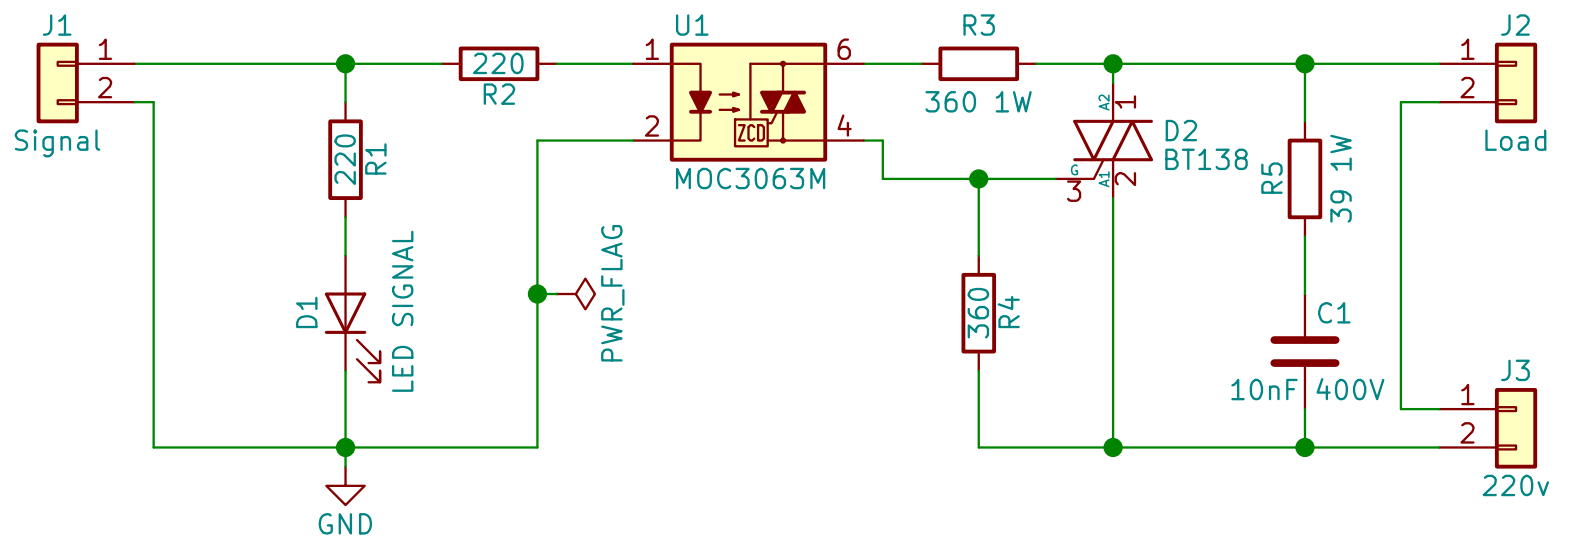 J1
1
2
Signal
220
R1
D1
LED SIGNAL
GND
220
R2
PWR_FLAG
U1
1
2
6
4
ZCD
MOC3063M
R3
360 1W
360
R4
A2
1
G
3
A1
2
D2
BT138
R5
39 1W
C1
10nF 400V
J2
1
2
Load
J3
1
2
220v